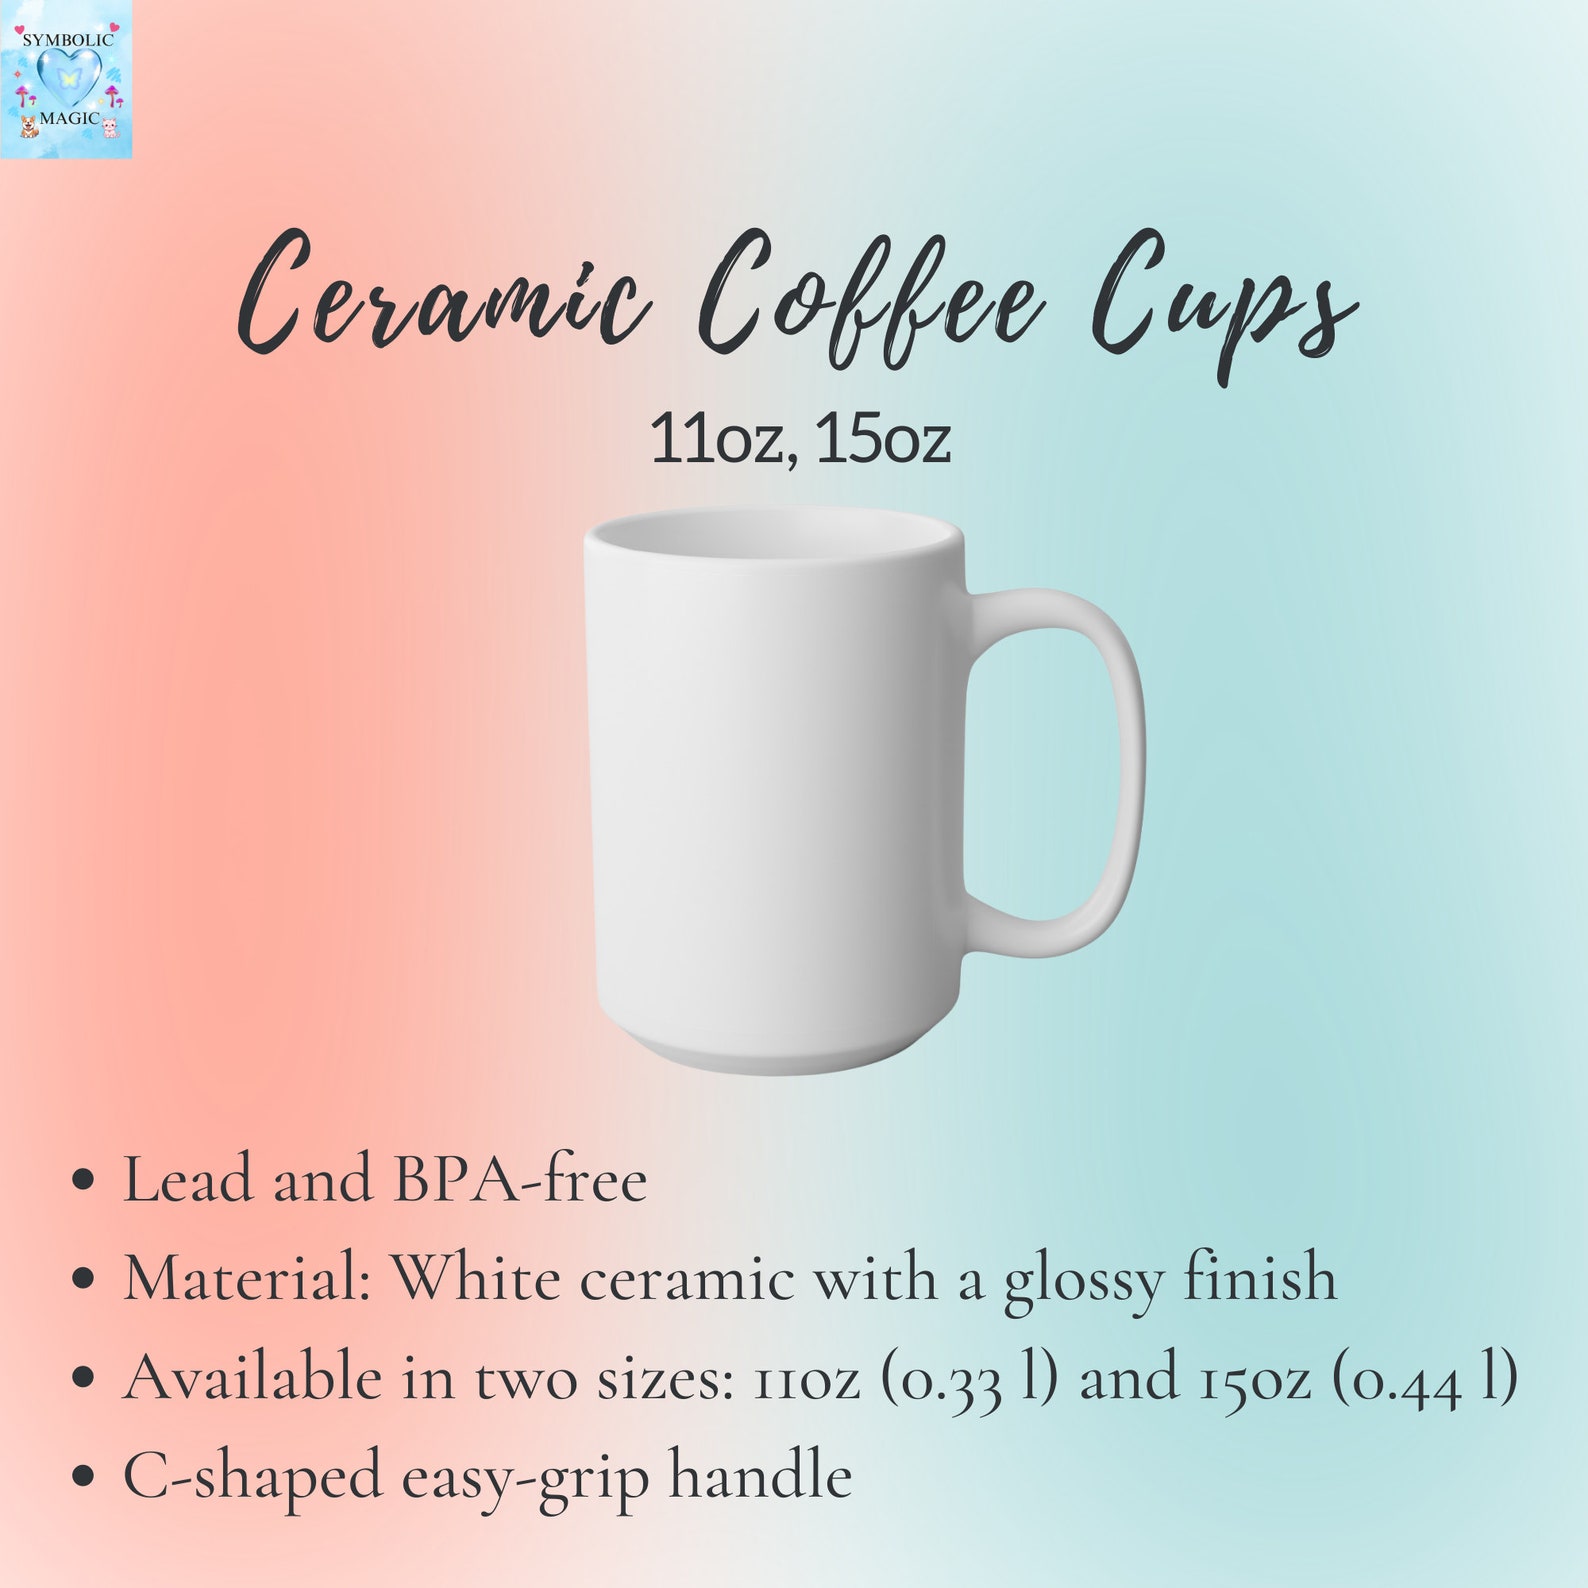 SYMBOLIC
MAGIC
Ceramic Coffee Cups
11oz, 15oz
• Lead and BPA-free
• Material: White ceramic with a glossy finish
• Available in two sizes: 11oz (0.33 l) and 15oz (0.44 l)
• C-shaped easy-grip handle